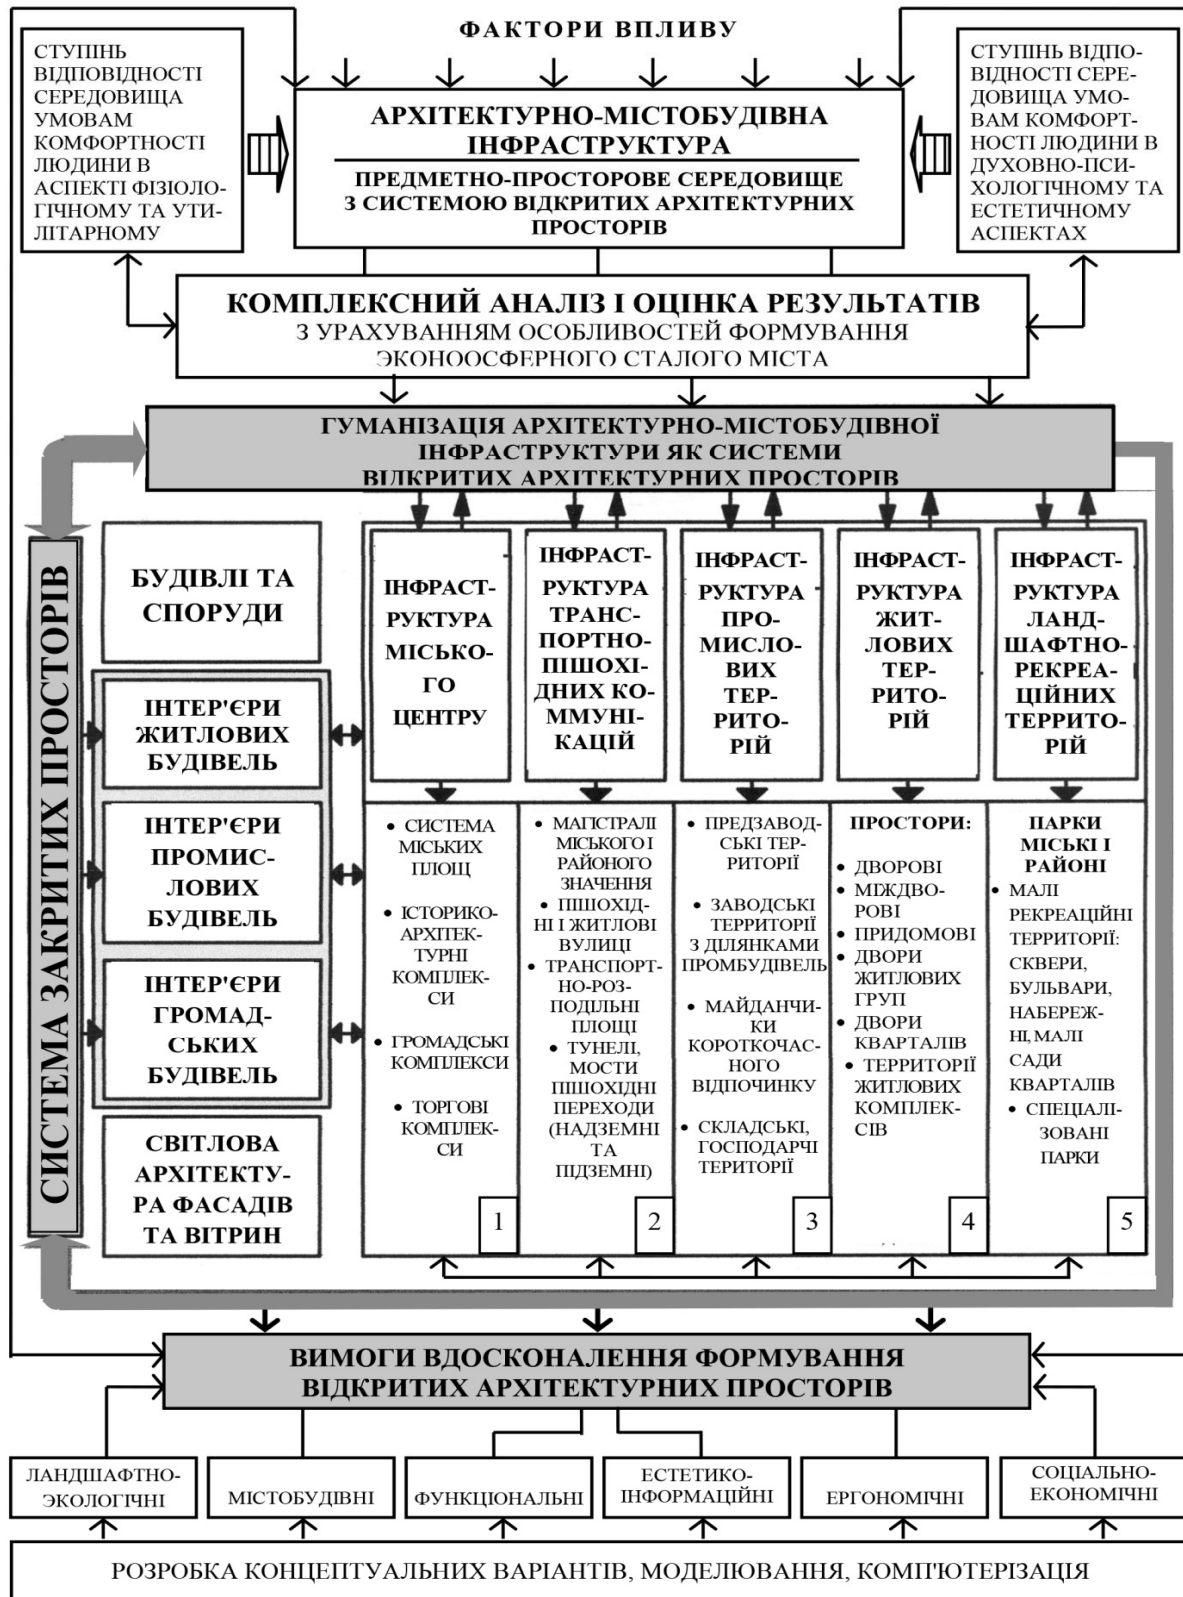 ФАКТОРИ ВПЛИВУ
СТУПІНЬ
ВІДПОВІДНОСТІ
СЕРЕДОВИЩА
УМОВАМ
КОМФОРТНОСТІ
ЛЮДИНИ В
АСПЕКТІ ФІЗІОЛО-
ГІЧНОМУ ТА УТИ-
ЛІТАРНОМУ
АРХІТЕКТУРНО-МІСТОБУДІВНА
ІНФРАСТРУКТУРА
ПРЕДМЕТНО-ПРОСТОРОВЕ СЕРЕДОВИЩЕ
З СИСТЕМОЮ ВІДКРИТИХ АРХІТЕКТУРНИХ
ПРОСТОРІВ
СТУПІНЬ ВІДПО-
ВІДНОСТІ СЕРЕ-
ДОВИЩА УМО-
ВАМ КОМФОРТ-
НОСТІ ЛЮДИНИ В
ДУХОВНО-ПСИ-
ХОЛОГІЧНОМУ ТА
ЕСТЕТИЧНОМУ
АСПЕКТАХ
КОМПЛЕКСНИЙ АНАЛІЗ І ОЦІНКА РЕЗУЛЬТАТІВ
З УРАХУВАННЯМ ОСОБЛИВОСТЕЙ ФОРМУВАННЯ
ЭКОНООСФЕРНОГО СТАЛОГО МІСТА
ГУМАНІЗАЦІЯ АРХІТЕКТУРНО-МІСТОБУДІВНОЇ
ІНФРАСТРУКТУРИ ЯК СИСТЕМИ
ВІДКРИТИХ АРХІТЕКТУРНИХ ПРОСТОРІВ
СИСТЕМА ЗАКРИТИХ ПРОСТОРІВ
БУДІВЛІ ТА
СПОРУДИ
ІНТЕР'ЄРИ
ЖИТЛОВИХ
БУДІВЕЛЬ
ІНТЕР'ЄРИ
ПРОМИС-
ЛОВИХ
БУДІВЕЛЬ
ІНТЕР'ЄРИ
ГРОМАД-
СЬКИХ
БУДІВЕЛЬ
СВІТЛОВА
АРХІТЕКТУ-
РА ФАСАДІВ
ТА ВІТРИН
ІНФРАСТ-
РУКТУРА
МІСЬКО-
ГО
ЦЕНТРУ
ІНФРАСТ-
РУКТУРА
ТРАНС-
ПОРТНО-
ПІШОХІ-
ДНИХ КО-
ММУНІ-
КАЦІЙ
ІНФРАСТ-
РУКТУРА
ПРО-
МИСЛО-
ВИХ
ТЕР-
РИТО-
РІЙ
ІНФРАСТ-
РУКТУРА
ЖИТ-
ЛОВИХ
ТЕР-
РИТО-
РІЙ
ІНФРАСТ-
РУКТУРА
ЛАНД-
ШАФТНО-
РЕКРЕА-
ЦІЙНИХ
ТЕРРИТО-
РІЙ
• СИСТЕМА
МІСЬКИХ
ПЛОЩ
• ІСТОРИКО-
АРХІТЕК-
ТУРНІ
КОМПЛЕК-
СИ
• ГРОМАДСЬКІ
КОМПЛЕКСИ
• ТОРГОВІ
КОМПЛЕК-
СИ
1
• МАГІСТРАЛІ
МІСЬКОГО І
РАЙОНОГО
ЗНАЧЕННЯ
• ПІШОХІД-
НІ І ЖИТЛОВІ
ВУЛИЦІ
• ТРАНСПОРТ-
НО-РОЗ-
ПОДІЛЬНІ
ПЛОЩІ
• ТУНЕЛІ,
МОСТИ
ПІШОХІДНІ
ПЕРЕХОДИ
(НАДЗЕМНІ
ТА
ПІДЗЕМНІ)
2
• ПРЕДЗАВОД-
СЬКІ ТЕР-
РИТОРІЇ
• ЗАВОДСЬКІ
ТЕРРИТОРІЇ
З ДІЛЯНКАМИ
ПРОМБУДІВЕЛЬ
• МАЙДАНЧИ-
КИ
КОРОТКОЧАС-
НОГО
ВІДПОЧИНКУ
• СКЛАДСЬКІ,
ГОСПОДАРЧІ
ТЕРИТОРІЇ
3
ПРОСТОРИ:
• ДВОРОВІ
• МІЖДВО-
РОВІ
• ПРИДОМОВІ
• ДВОРИ
ЖИТЛОВИХ
ГРУП
• ДВОРИ
КВАРТАЛІВ
• ТЕРРИТОРІЇ
ЖИТЛОВИХ
КОМПЛЕК-
СІВ
4
ПАРКИ
МІСЬКІ І
РАЙОНІ
• МАЛІ
РЕКРЕАЦІЙНІ
ТЕРРИТОРІЇ:
СКВЕРИ,
БУЛЬВАРИ,
НАБЕРЕЖ-
НІ, МАЛІ
САДИ
КВАРТАЛІВ
• СПЕЦІАЛІ-
ЗОВАНІ
ПАРКИ
5
ВИМОГИ ВДОСКОНАЛЕННЯ ФОРМУВАННЯ
ВІДКРИТИХ АРХІТЕКТУРНИХ ПРОСТОРІВ
ЛАНДШАФТНО-
ЭКОЛОГІЧНІ
МІСТОБУДІВНІ
ФУНКЦІОНАЛЬНІ
ЕСТЕТИКО-
ІНФОРМАЦІЙНІ
ЕРГОНОМІЧНІ
СОЦІАЛЬНО-
ЕКОНОМІЧНІ
РОЗРОБКА КОНЦЕПТУАЛЬНИХ ВАРІАНТІВ, МОДЕЛЮВАННЯ, КОМП'ЮТЕРІЗАЦІЯ